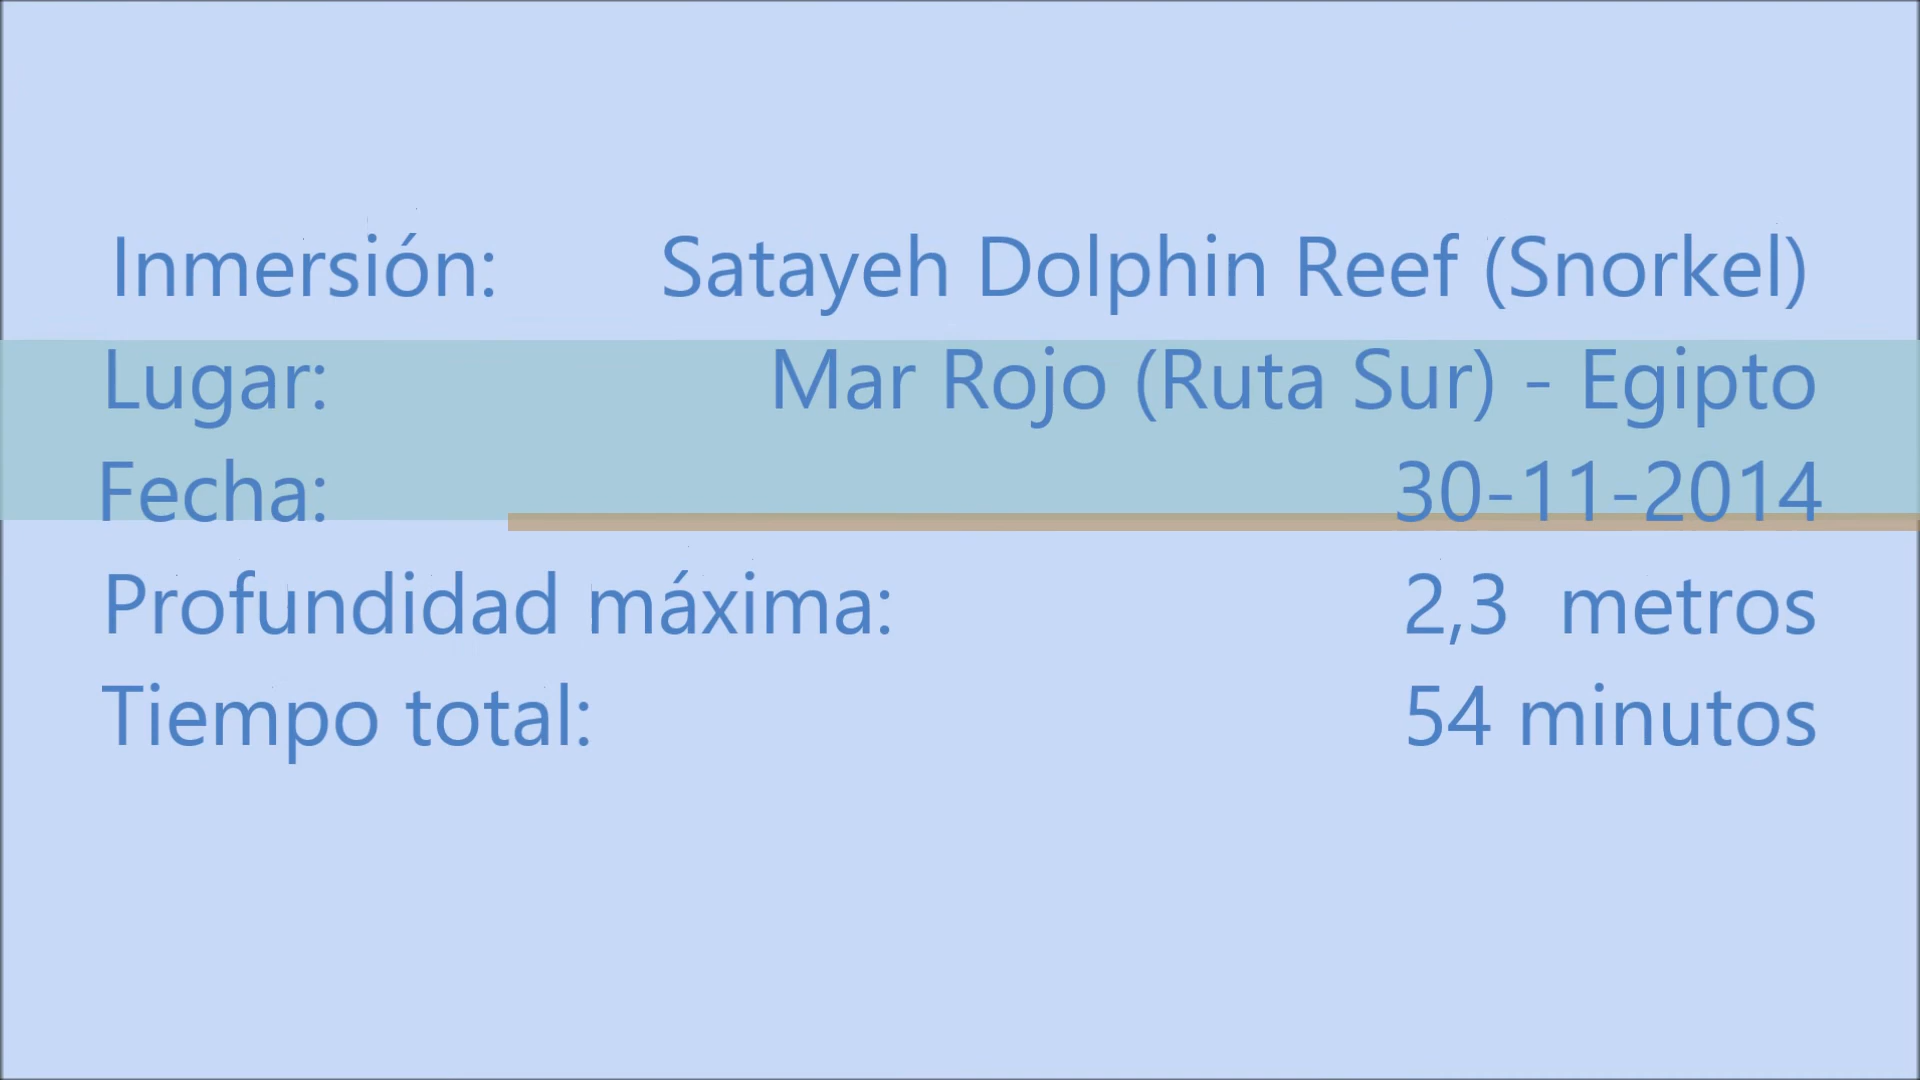 Inmersión: Satayeh Dolphin Reef (Snorkel)
Lugar: Mar Rojo (Ruta Sur) - Egipto
Fecha: 30-11-2014
Profundidad máxima: 2,3 metros
Tiempo total: 54 minutos